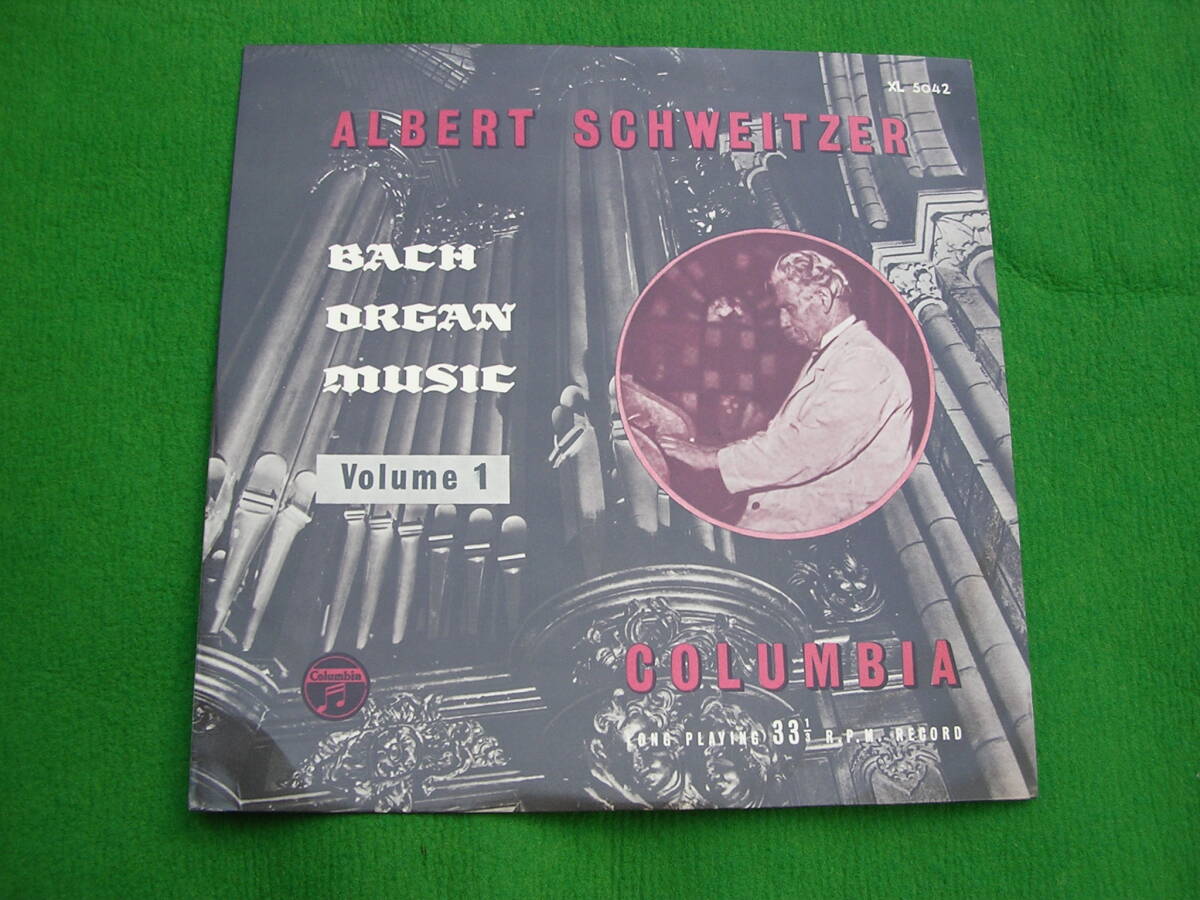 XL 5042
ALBERT SCHWEITZER
BACH
ORGAN
MUSIC
Volume 1
Columbia
COLUMBIA
LONG PLAYING 33⅓ R.P.M. RECORD